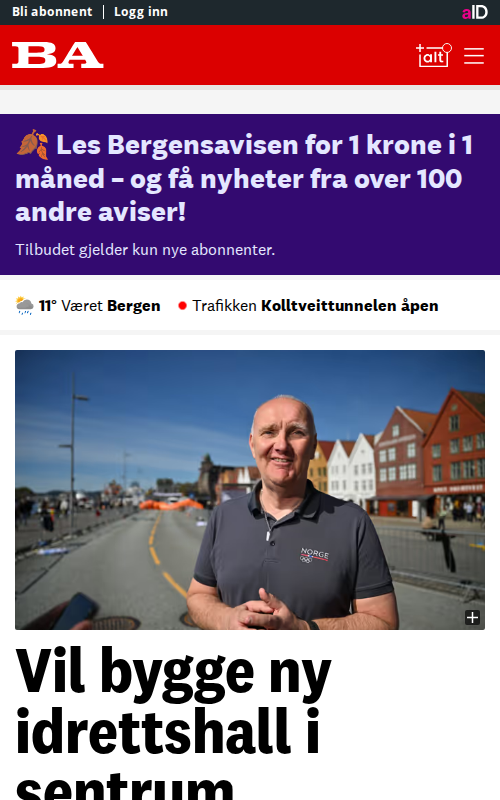 Bli abonnent | Logg inn
aID
BA
alt
Les Bergensavisen for 1 krone i 1
måned – og få nyheter fra over 100
andre aviser!
Tilbudet gjelder kun nye abonnenter.
11° Været Bergen Trafikken Kolltveittunnelen åpen
NORGE
Vil bygge ny
idrettshall i
sentrum